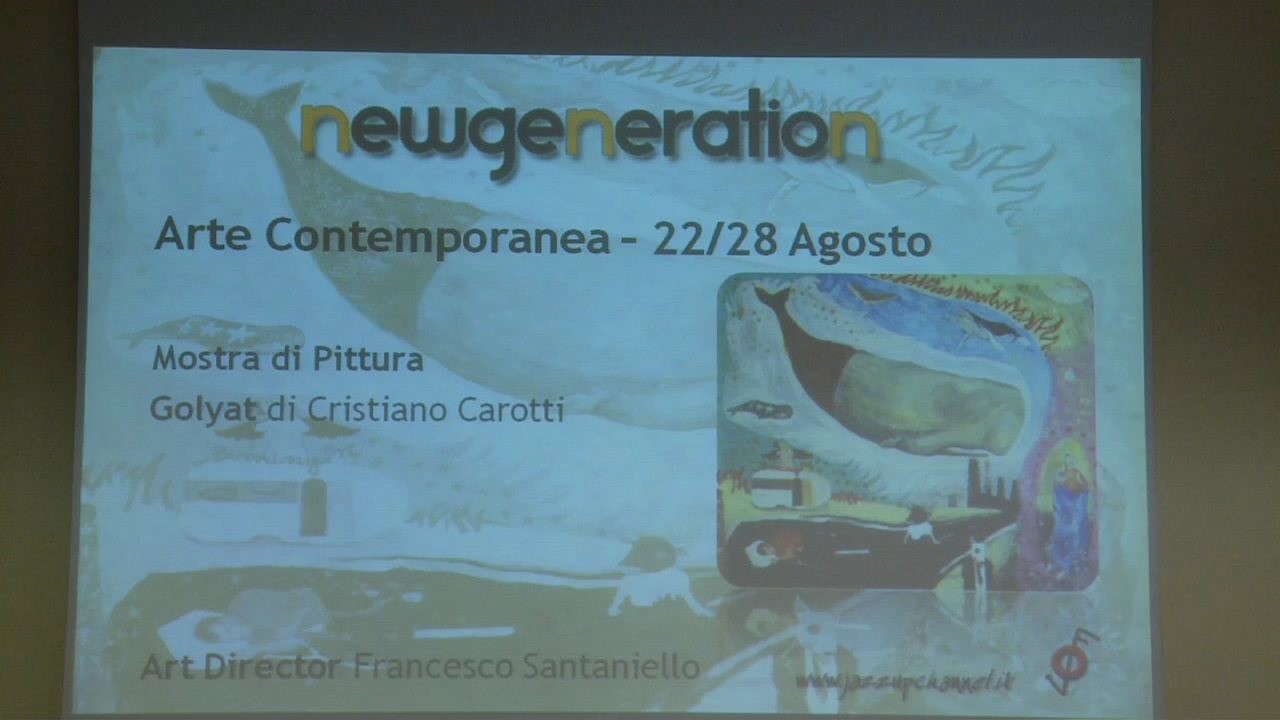 newgeneration
Arte Contemporanea – 22/28 Agosto
Mostra di Pittura
Golyat di Cristiano Carotti
Art Director Francesco Santaniello
www.jazzupchannel.it